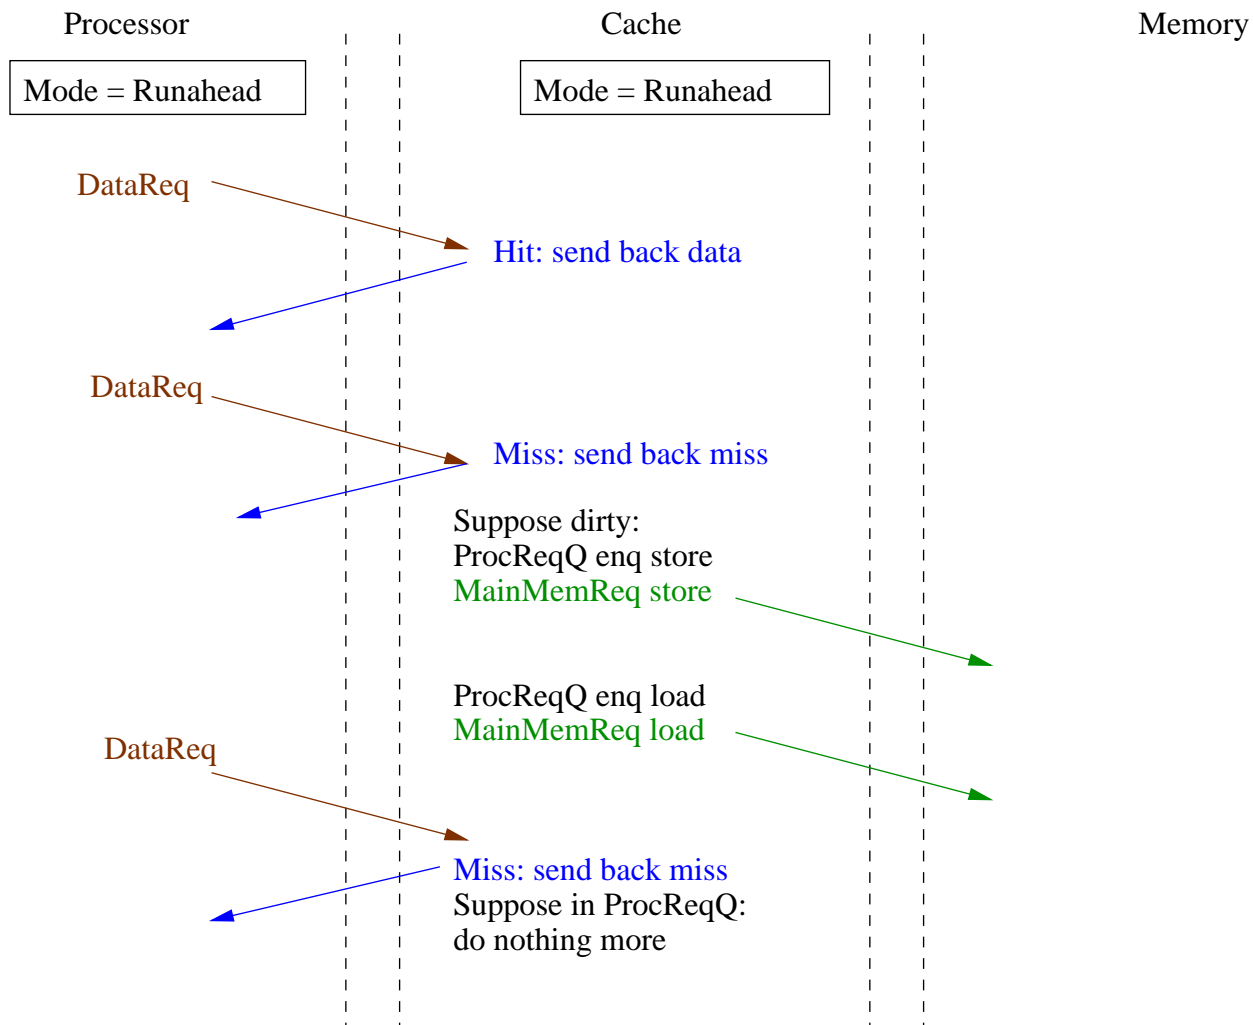 Processor
Cache
Memory
Mode = Runahead
Mode = Runahead
DataReq
Hit: send back data
DataReq
Miss: send back miss
Suppose dirty:
ProcReqQ enq store
MainMemReq store
ProcReqQ enq load
MainMemReq load
DataReq
Miss: send back miss
Suppose in ProcReqQ:
do nothing more